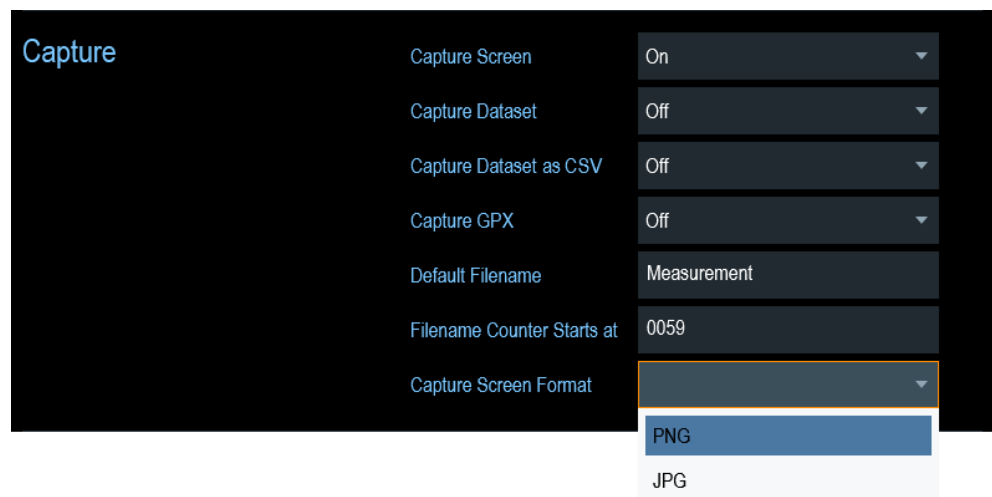 Capture
Capture Screen On
Capture Dataset Off
Capture Dataset as CSV Off
Capture GPX Off
Default Filename Measurement
Filename Counter Starts at 0059
Capture Screen Format
PNG
JPG